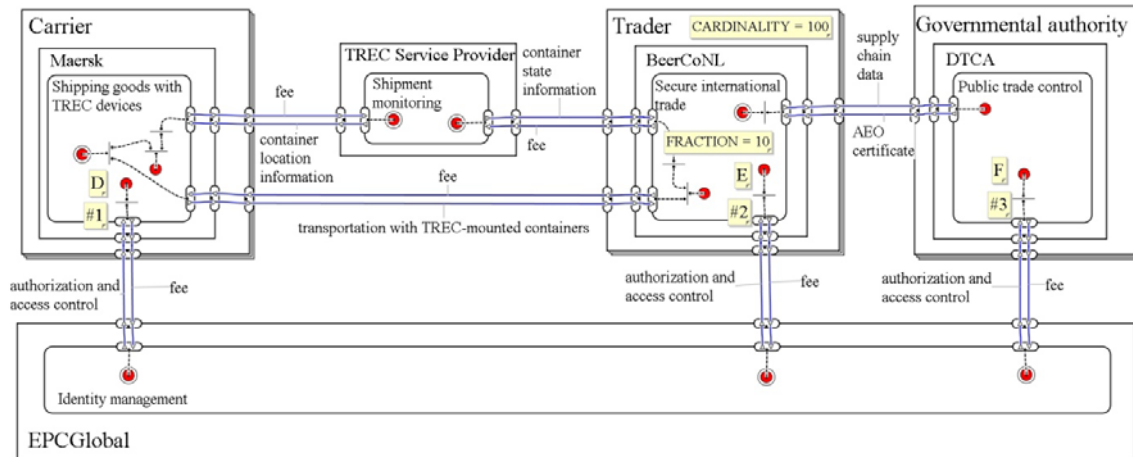 Carrier
Maersk
Shipping goods with
TREC devices
D
#1
fee
container
location
information
TREC Service Provider
Shipment
monitoring
container
state
information
fee
fee
transportation with TREC-mounted containers
Trader
CARDINALITY = 100
BeerCoNL
Secure international
trade
FRACTION = 10
E
#2
supply
chain
data
AEO
certificate
Governmental authority
DTCA
Public trade control
F
#3
authorization and
access control
fee
authorization and
access control
fee
authorization and
access control
fee
Identity management
EPCGlobal